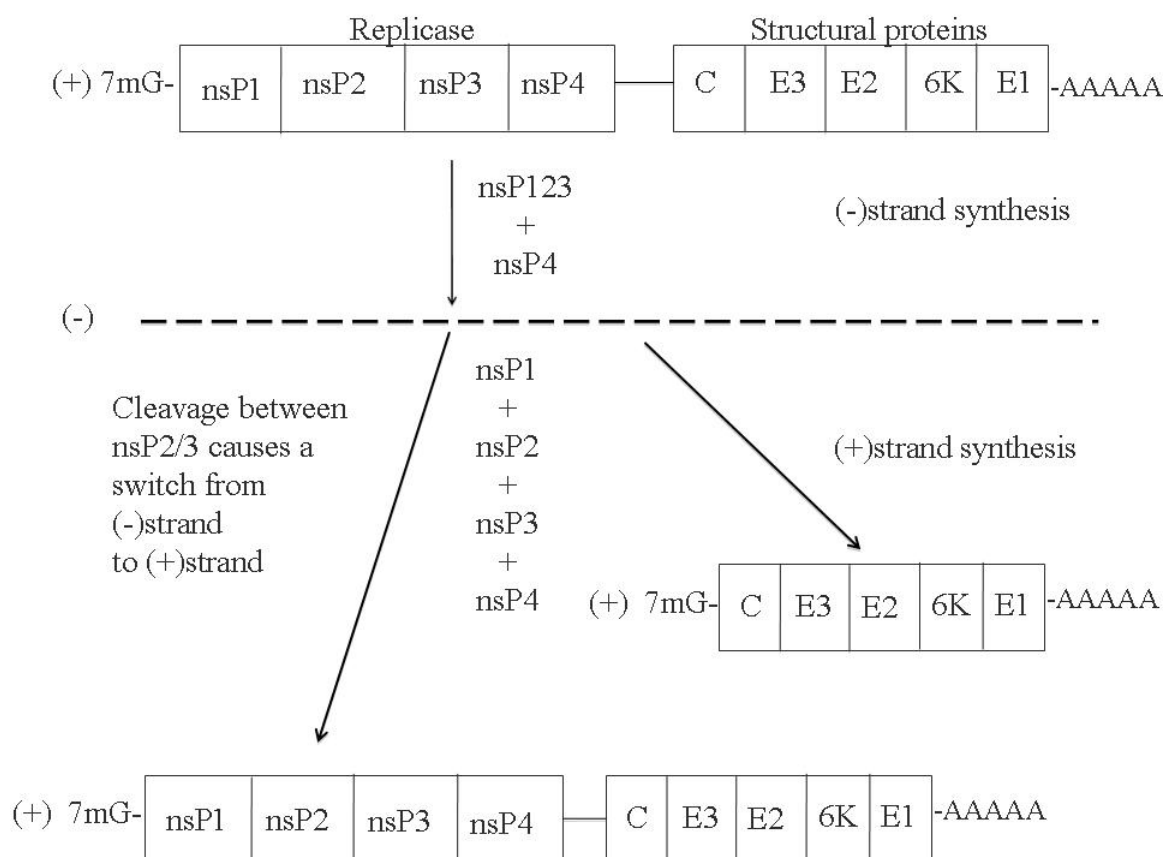 Replicase
Structural proteins
(+) 7mG- nsP1 nsP2 nsP3 nsP4 C E3 E2 6K E1 -AAAAA
nsP123
+
nsP4
(-)strand synthesis
(-)
Cleavage between
nsP2/3 causes a
switch from
(-)strand
to (+)strand
nsP1
+
nsP2
+
nsP3
+
nsP4
(+)strand synthesis
(+) 7mG- C E3 E2 6K E1 -AAAAA
(+) 7mG- nsP1 nsP2 nsP3 nsP4 C E3 E2 6K E1 -AAAAA